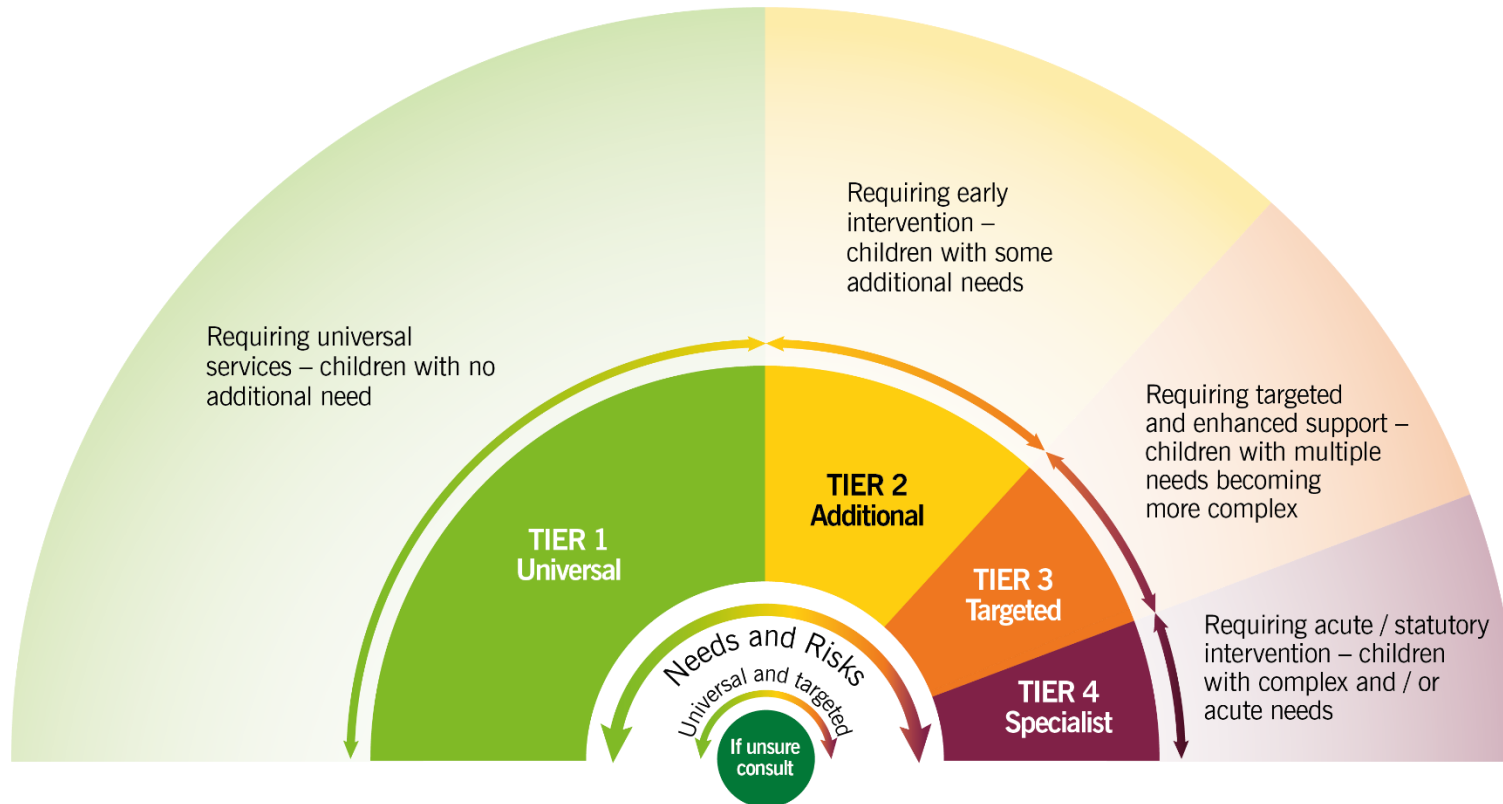 Requiring universal
services – children with no
additional need
Requiring early
intervention –
children with some
additional needs
Requiring targeted
and enhanced support –
children with multiple
needs becoming
more complex
Requiring acute / statutory
intervention – children
with complex and / or
acute needs
TIER 1
Universal
TIER 2
Additional
TIER 3
Targeted
TIER 4
Specialist
Needs and Risks
Universal and targeted
If unsure
consult